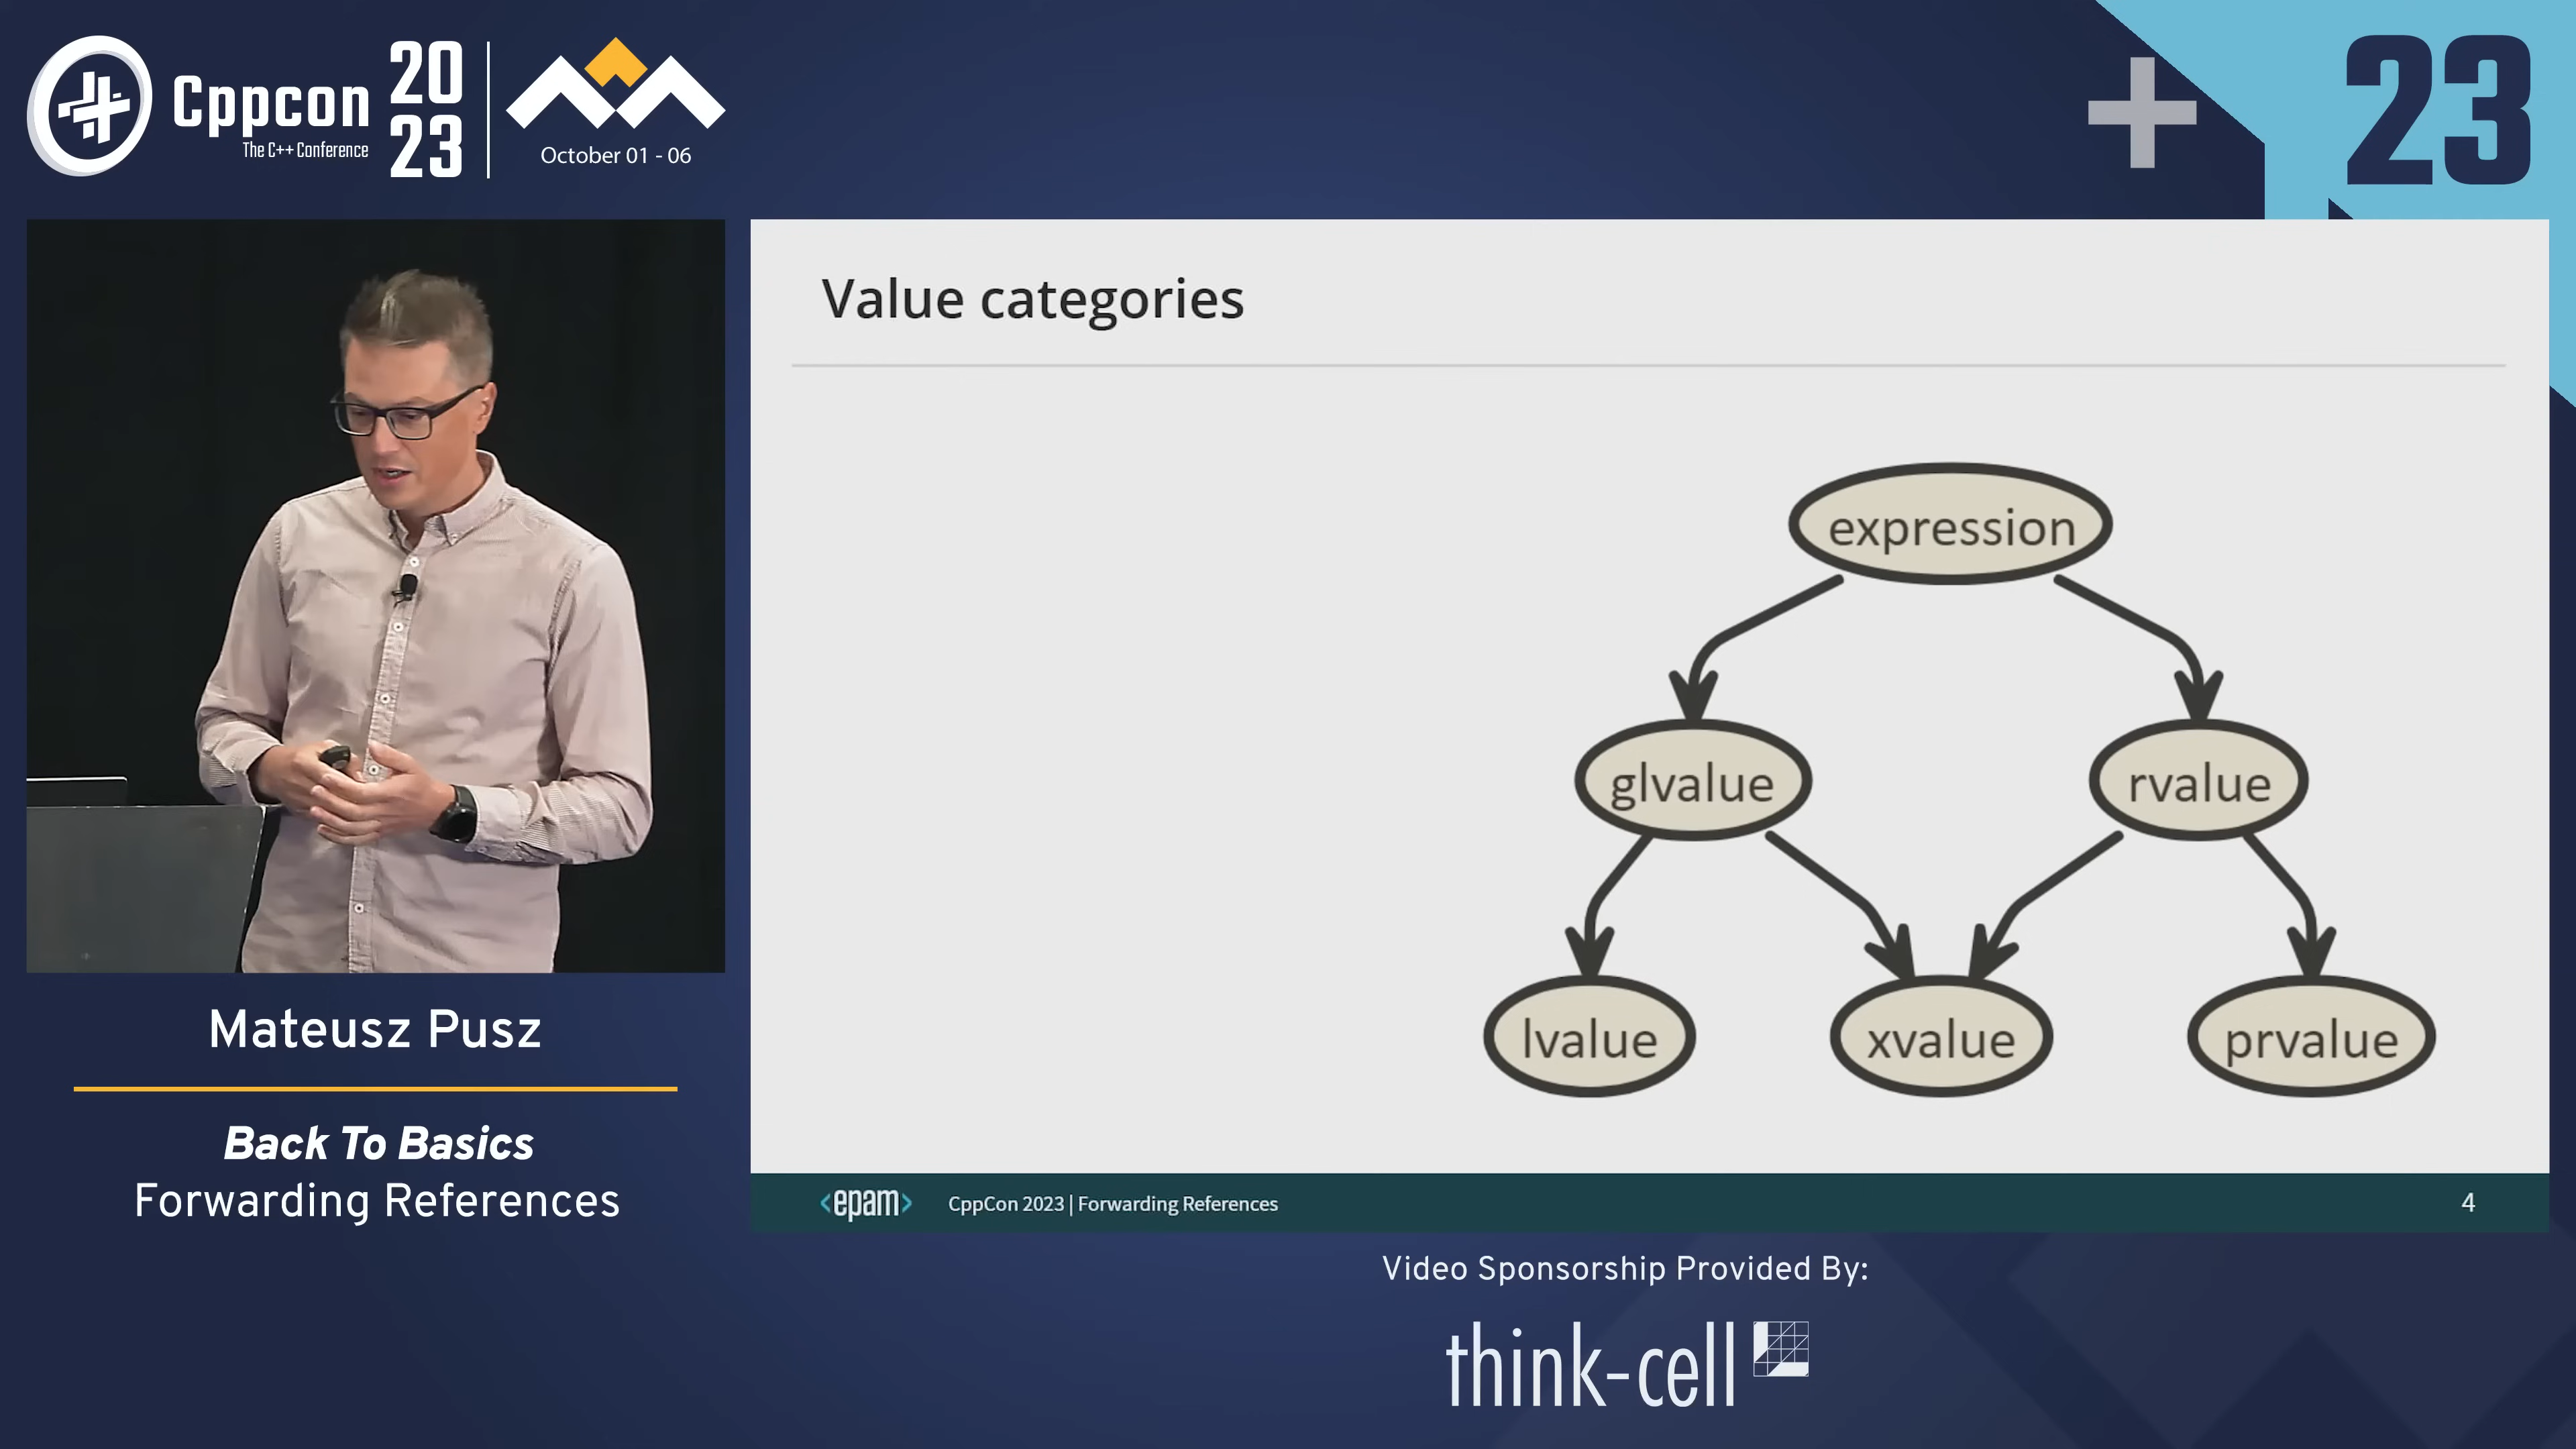 Cppcon
The C++ Conference
20
23
October 01 - 06
23
Value categories
expression
glvalue
rvalue
lvalue
xvalue
prvalue
<epam>
CppCon 2023 | Forwarding References
4
Mateusz Pusz
Back To Basics
Forwarding References
Video Sponsorship Provided By:
think-cell